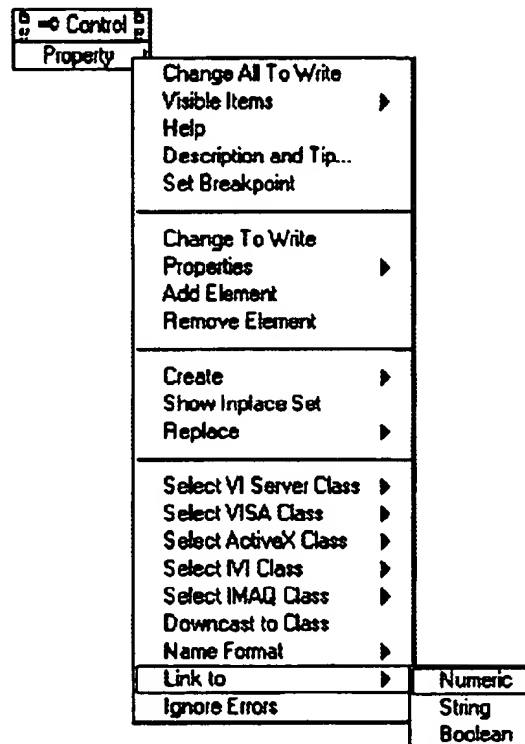 Control
Property
Change All To Write
Visible Items
Help
Description and Tip...
Set Breakpoint
Change To Write
Properties
Add Element
Remove Element
Create
Show Inplace Set
Replace
Select VI Server Class
Select VISA Class
Select ActiveX Class
Select IVI Class
Select IMAQ Class
Downcast to Class
Name Format
Link to
Ignore Errors
Numeric
String
Boolean